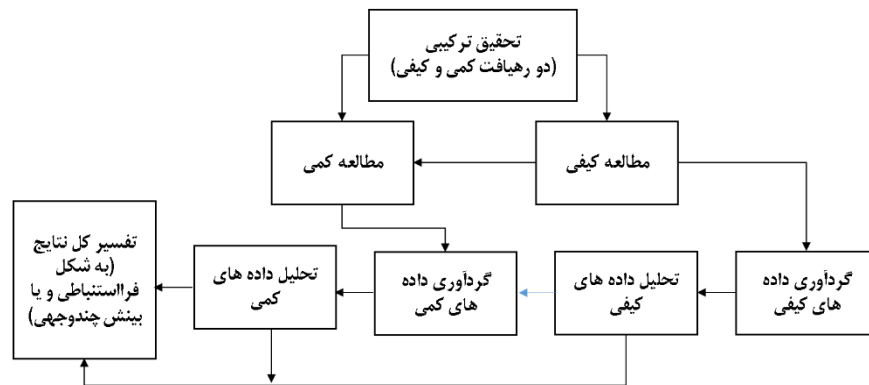 تحقیق ترکیبی
(دو رهیافت کمی و کیفی)
مطالعه کیفی
مطالعه کمی
گردآوری داده
های کیفی
تحلیل داده های
کیفی
گردآوری داده
های کمی
تحلیل داده های
کمی
تفسیر کل نتایج
(به شکل
فرااستنباطی و یا
بینش چندوجهی)